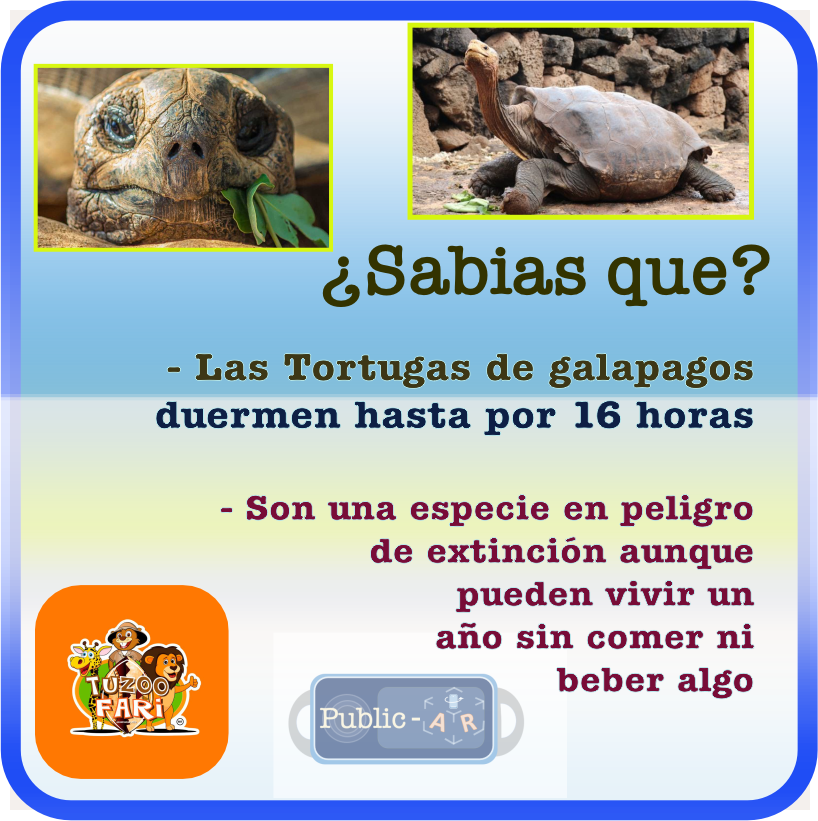 ¿Sabias que?
- Las Tortugas de galapagos
duermen hasta por 16 horas
- Son una especie en peligro
de extinción aunque
pueden vivir un
año sin comer ni
beber algo
TUZOO
FARi
Public-AR